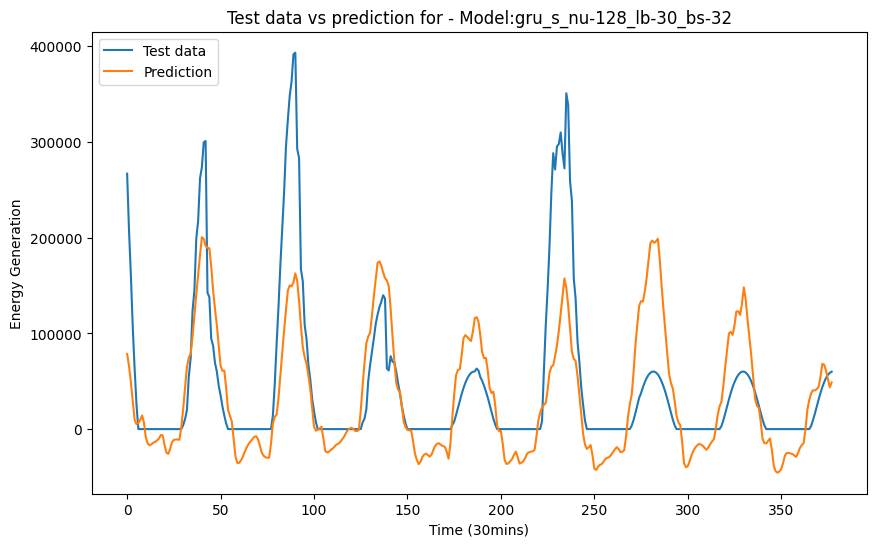 Test data vs prediction for - Model:gru_s_nu-128_lb-30_bs-32
Test data
Prediction
Energy Generation
400000
300000
200000
100000
0
0 50 100 150 200 250 300 350
Time (30mins)